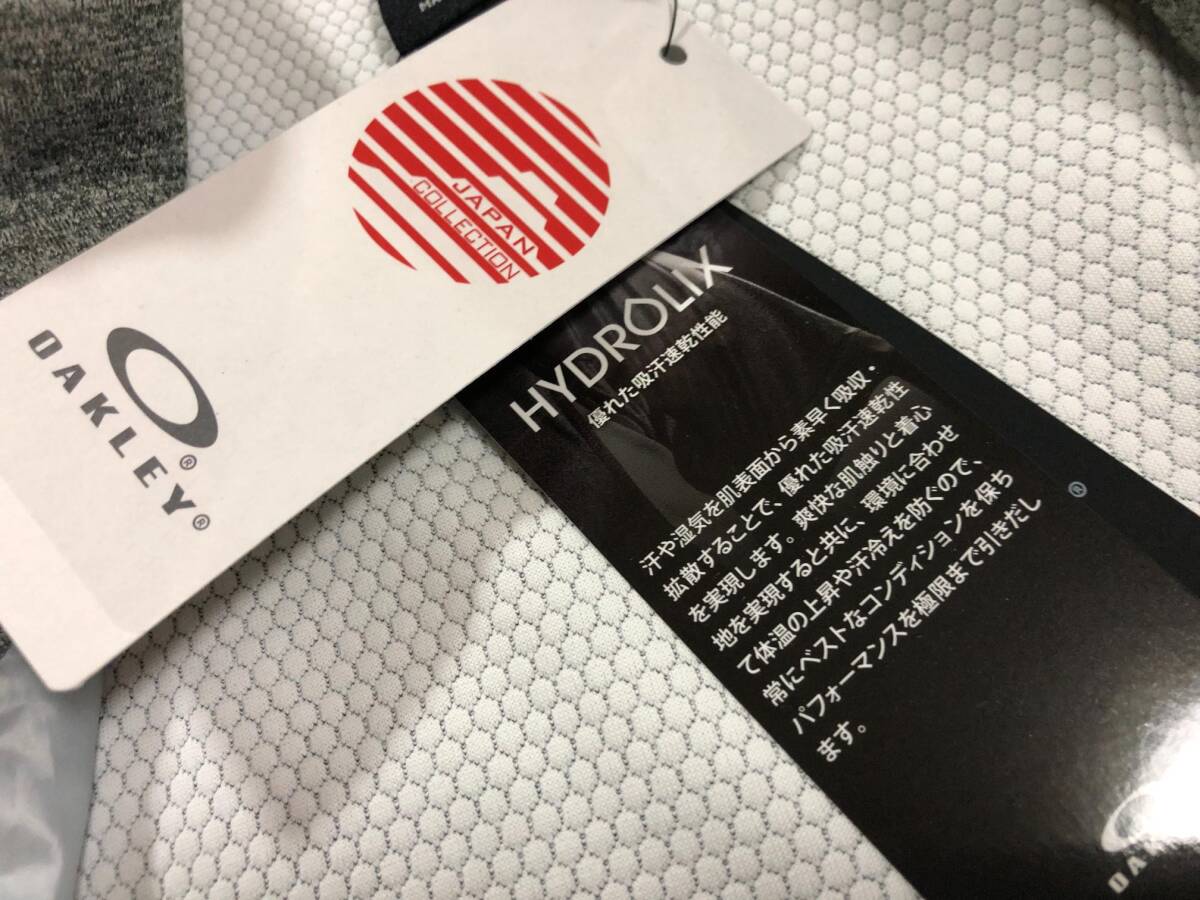 JAPAN
COLLECTION
OAKLEY®
®
HYDROLIX
優れた吸汗速乾性能
汗や湿気を肌表面から素早く吸収・
拡散することで、優れた吸汗速乾性
を実現します。爽快な肌触りと着心
地を実現すると共に、環境に合わせ
て体温の上昇や汗冷えを防ぐので、
常にベストなコンディションを保ち
パフォーマンスを極限まで引きだし
ます。
®